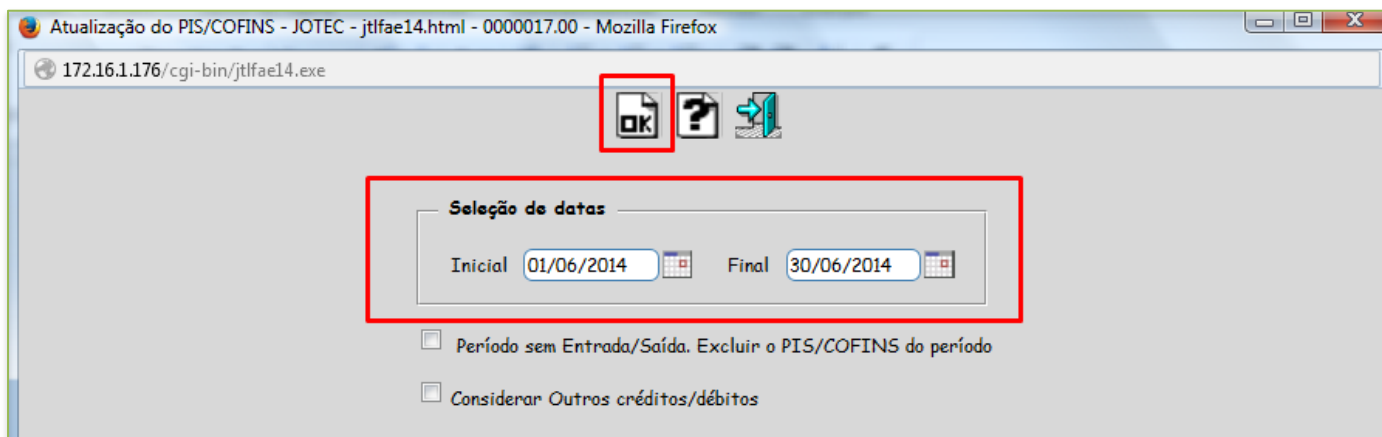 Atualização do PIS/COFINS - JOTEC - jtlfae14.html - 0000017.00 - Mozilla Firefox
172.16.1.176/cgi-bin/jtlfae14.exe
OK ?
Seleção de datas
Inicial 01/06/2014 Final 30/06/2014
Período sem Entrada/Saída. Excluir o PIS/COFINS do período
Considerar Outros créditos/débitos